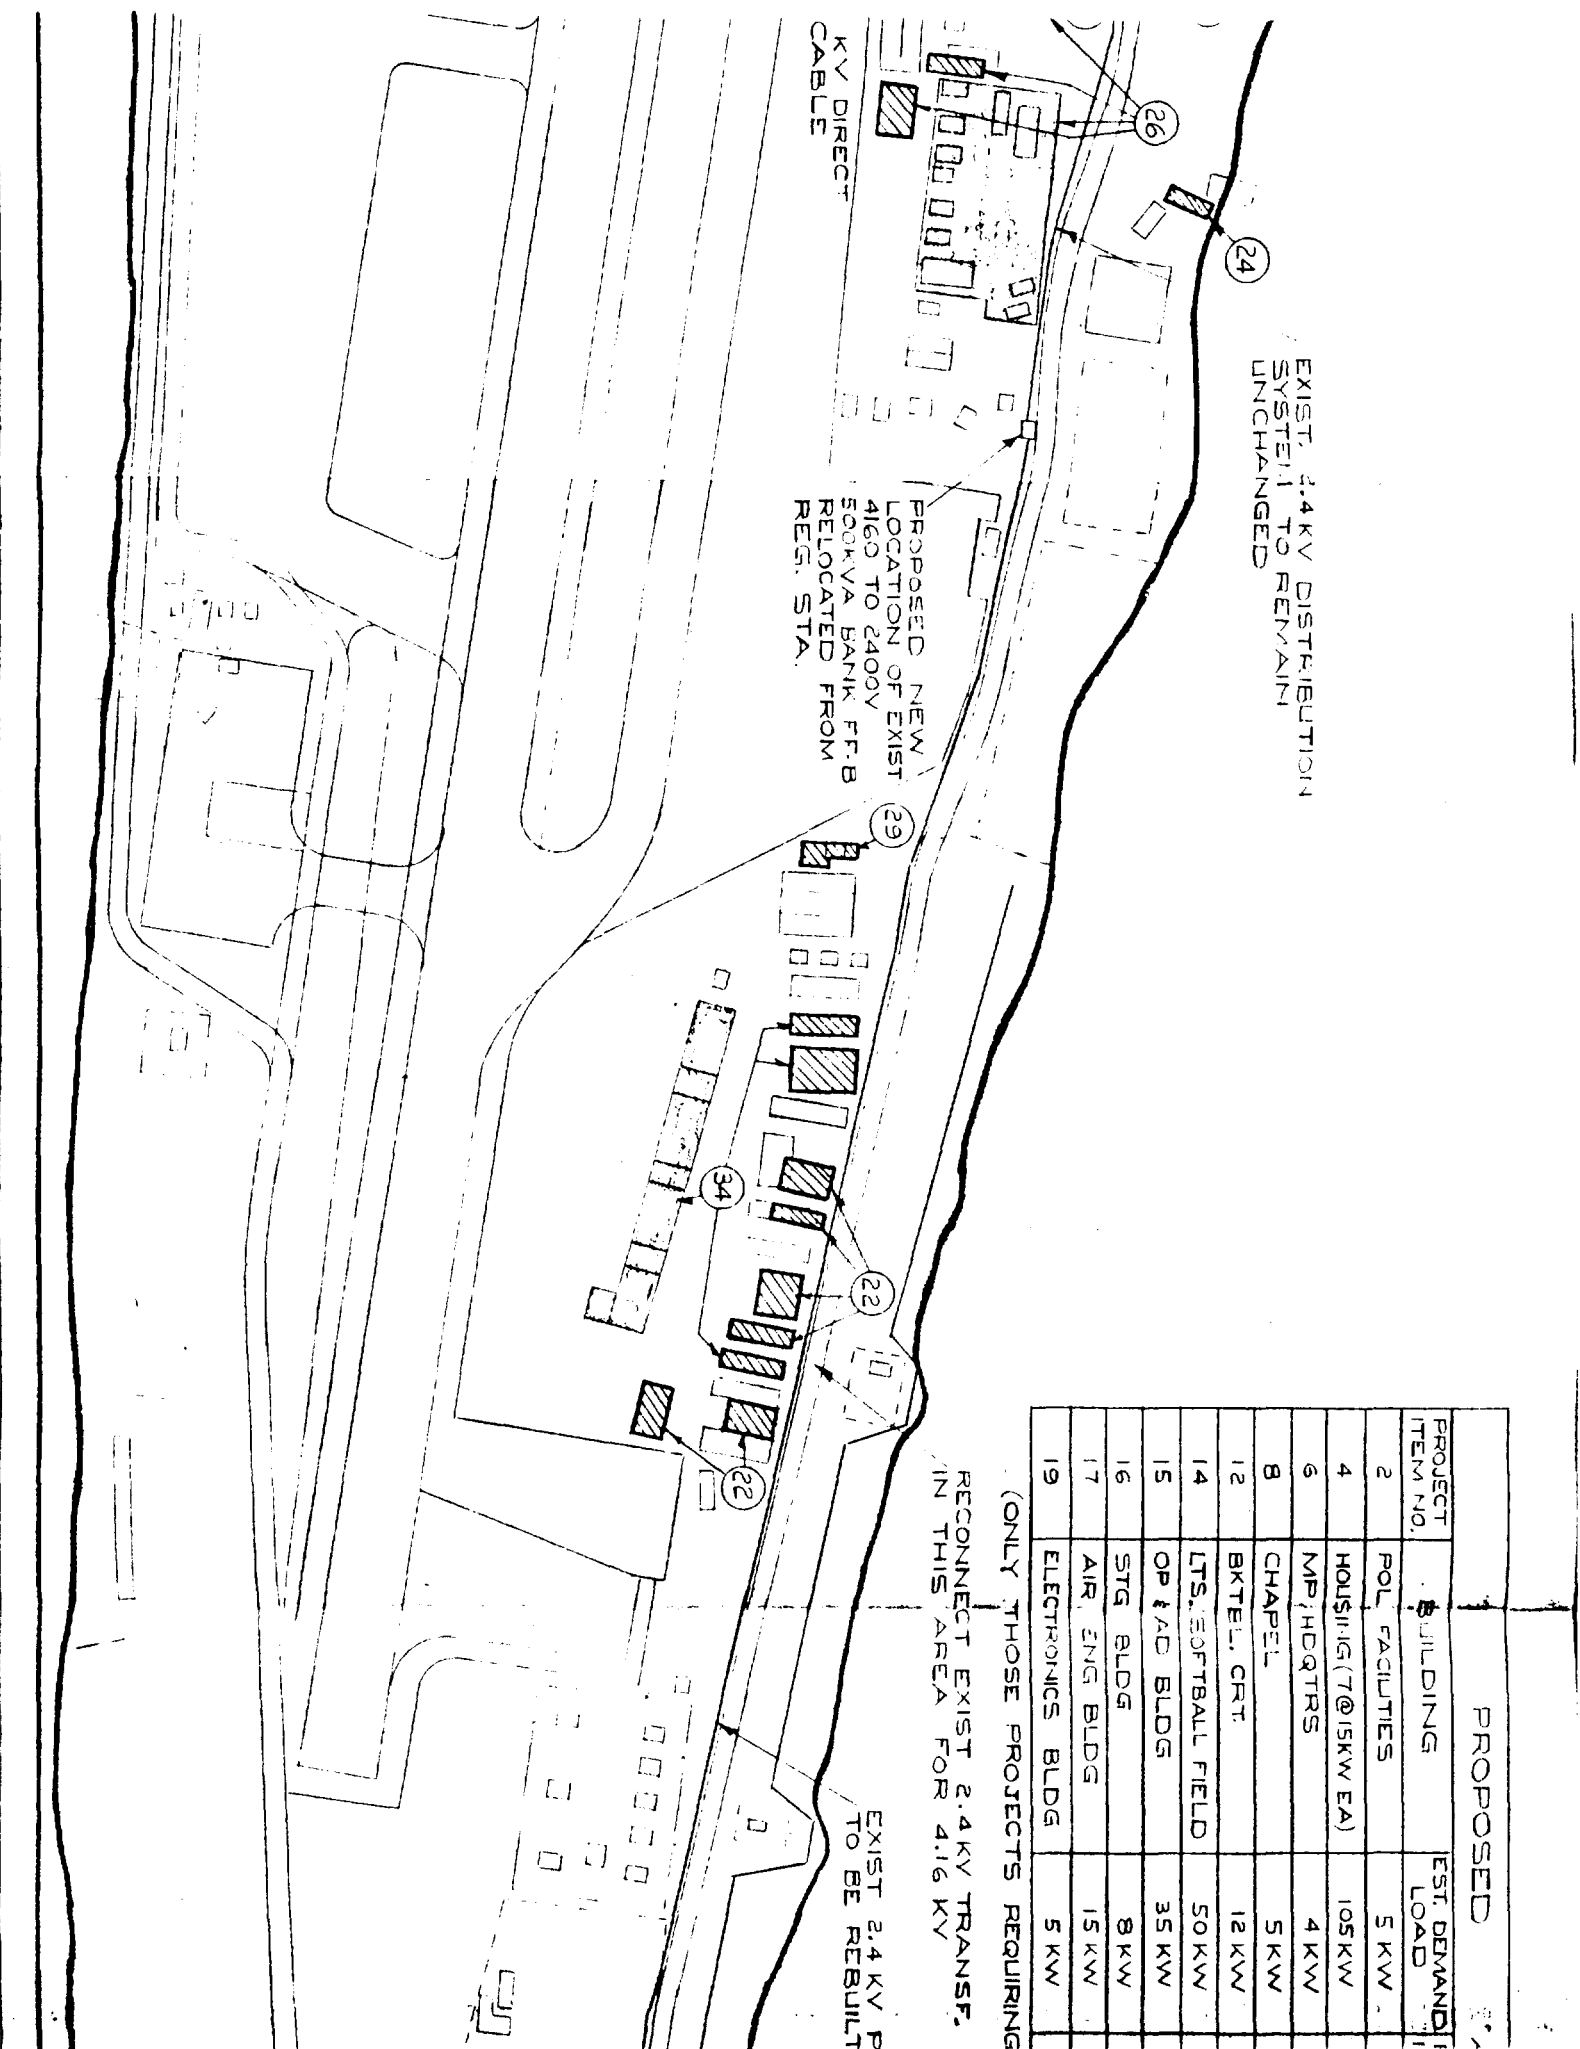 KV DIRECT
CABLE
26
24
EXIST. 2.4 KV DISTRIBUTION
SYSTEM TO REMAIN
UNCHANGED
PROPOSED NEW
LOCATION OF EXIST
4160 TO 2400V
500KVA BANK FF-B
RELOCATED FROM
REG. STA.
29
34
22
22
RECONNECT EXIST 2.4 KV TRANSF.
IN THIS AREA FOR 4.16 KV
EXIST 2.4 KV P
TO BE REBUILT
PROPOSED
PROJECT ITEM NO. BUILDING EST. DEMAND LOAD
2 POL FACILITIES 5 KW
4 HOUSING (7@15KW EA) 105 KW
6 MP HDQTRS 4 KW
8 CHAPEL 5 KW
12 BKTBL. CRT. 12 KW
14 LTS. SOFTBALL FIELD 50 KW
15 OP & AD BLDG 35 KW
16 STG BLDG 8 KW
17 AIR ENG BLDG 15 KW
19 ELECTRONICS BLDG 5 KW
(ONLY THOSE PROJECTS REQUIRING